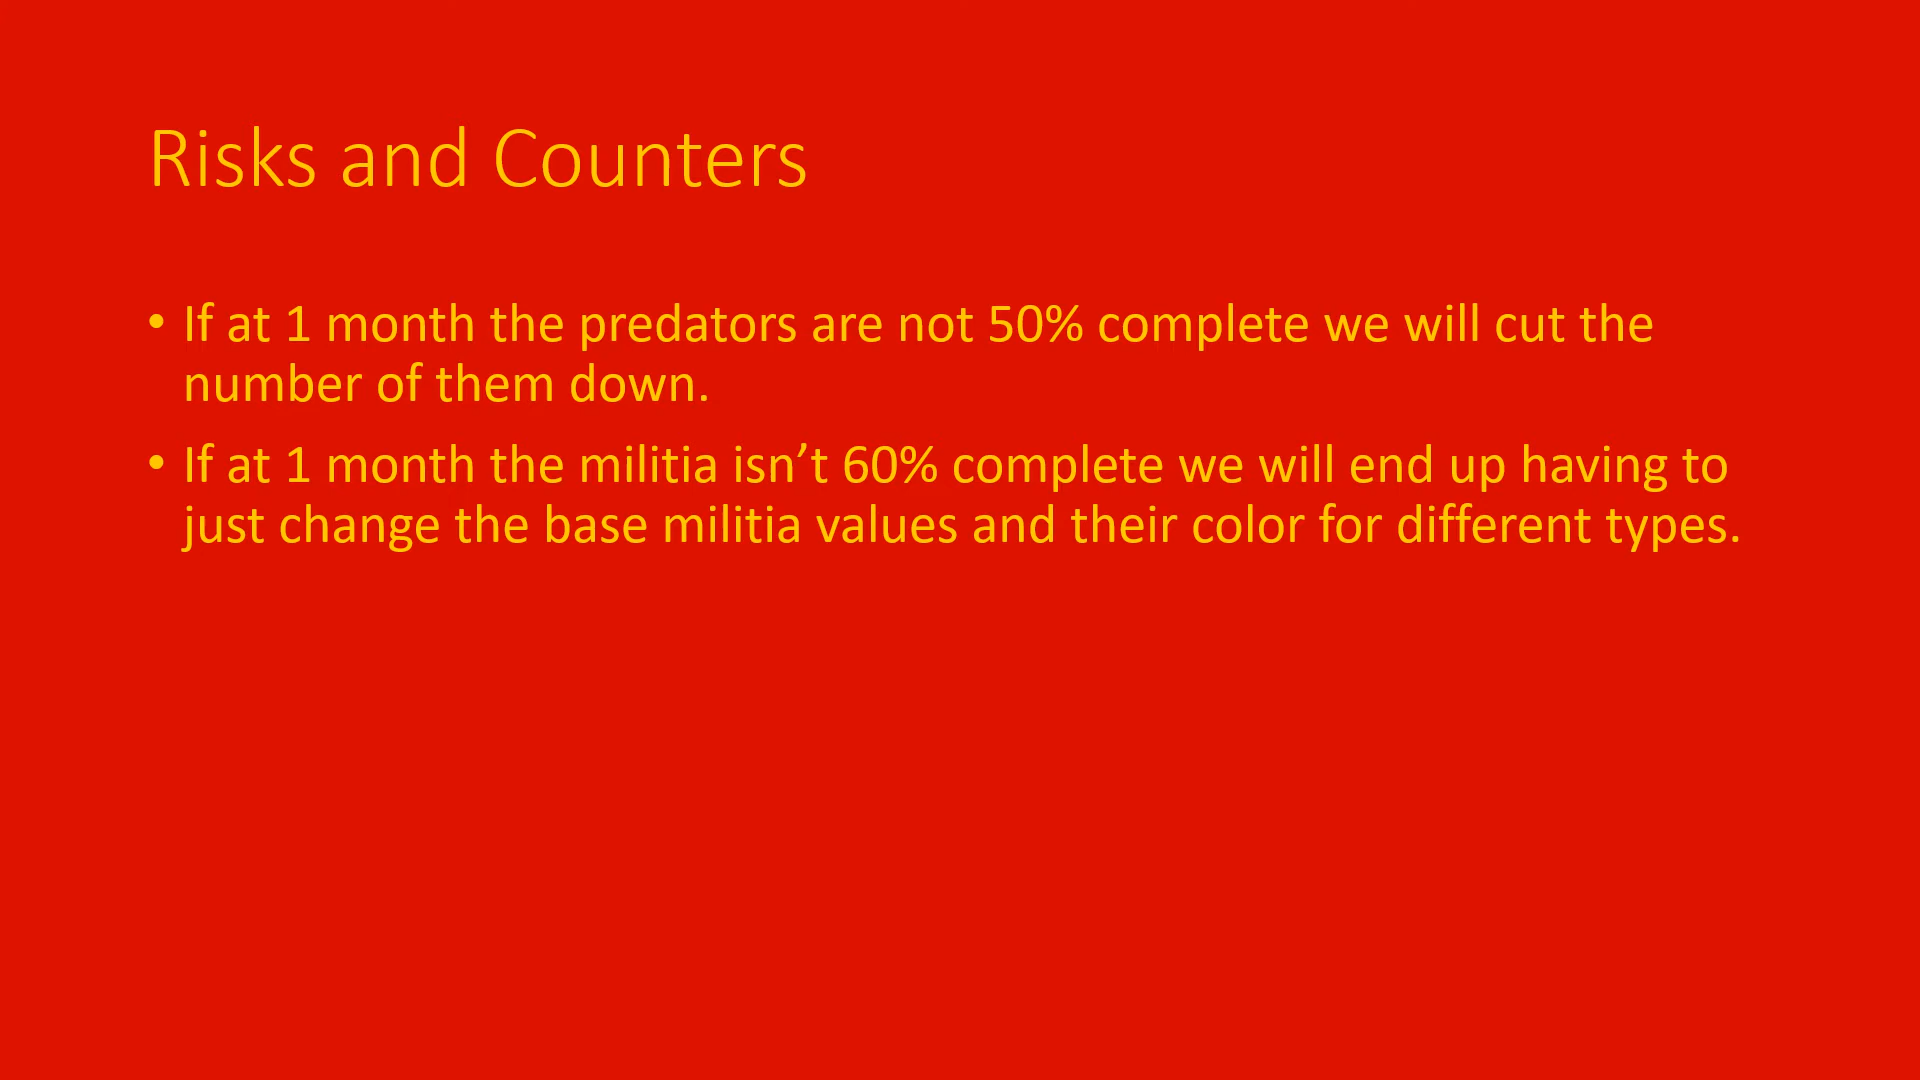 Risks and Counters
• If at 1 month the predators are not 50% complete we will cut the
number of them down.
• If at 1 month the militia isn’t 60% complete we will end up having to
just change the base militia values and their color for different types.